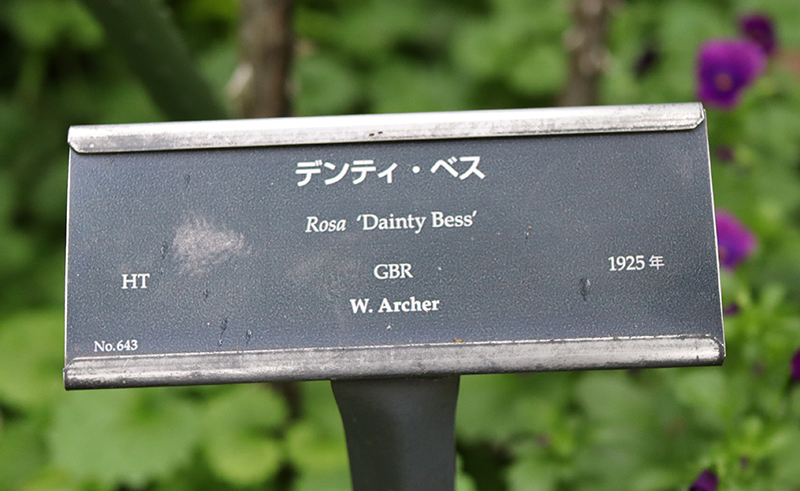 デンティ・ベス
Rosa ‘Dainty Bess’
HT
GBR
1925 年
W. Archer
No.643